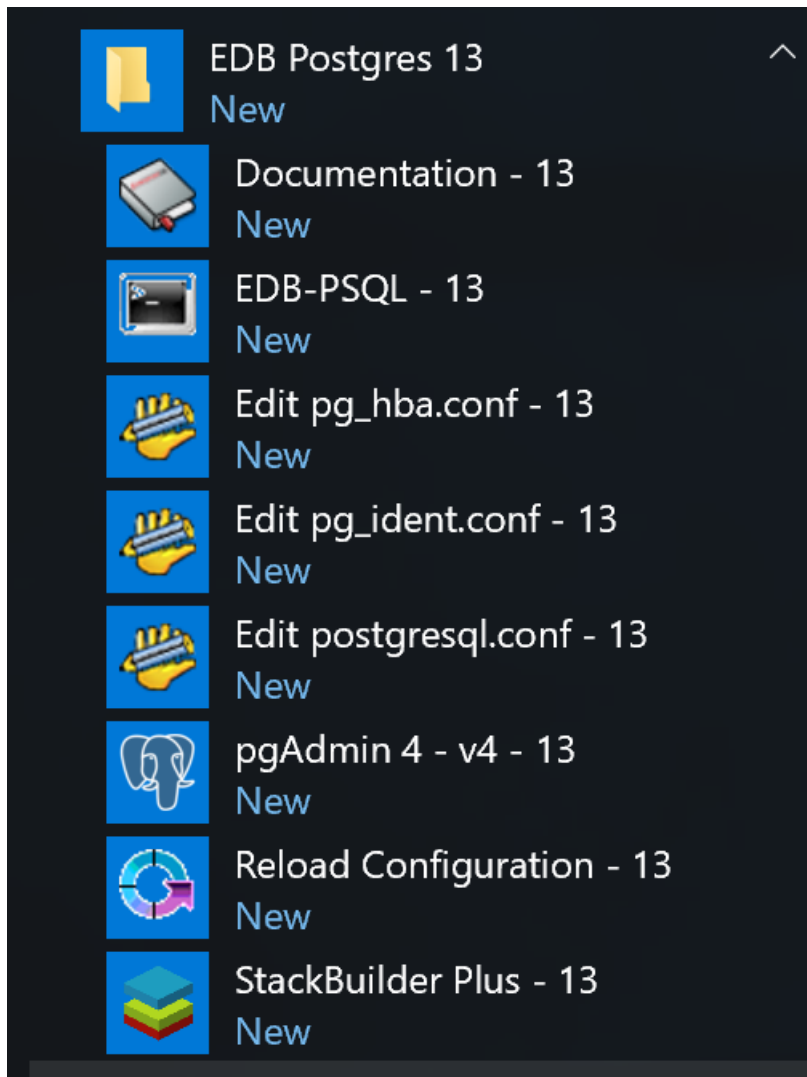 EDB Postgres 13
New
Documentation - 13
New
EDB-PSQL - 13
New
Edit pg_hba.conf - 13
New
Edit pg_ident.conf - 13
New
Edit postgresql.conf - 13
New
pgAdmin 4 - v4 - 13
New
Reload Configuration - 13
New
StackBuilder Plus - 13
New